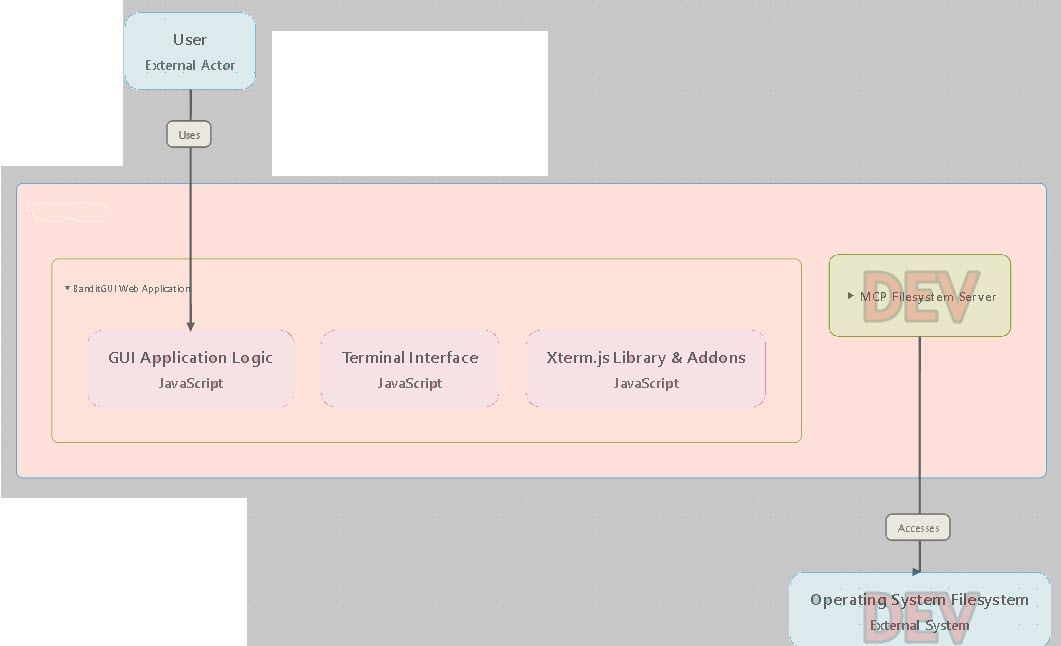 User
External Actor
Uses
▼ BanditGUI Web Application
DEV
▶ MCP Filesystem Server
GUI Application Logic
JavaScript
Terminal Interface
JavaScript
Xterm.js Library & Addons
JavaScript
Accesses
Operating System Filesystem
External System
DEV